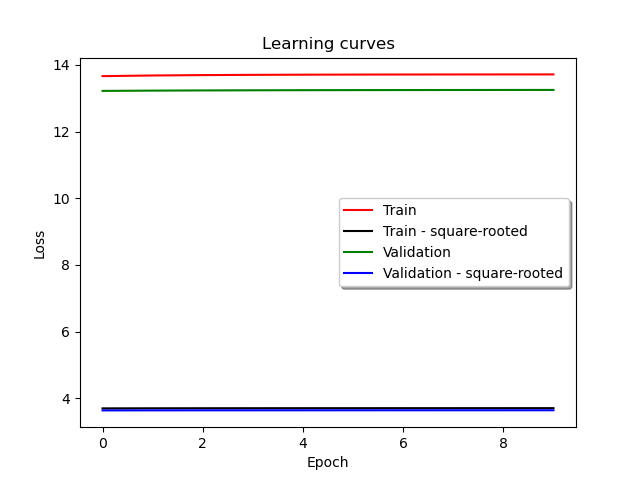 Learning curves
14
12
10
8
6
4
Loss
Train
Train - square-rooted
Validation
Validation - square-rooted
0 2 4 6 8
Epoch